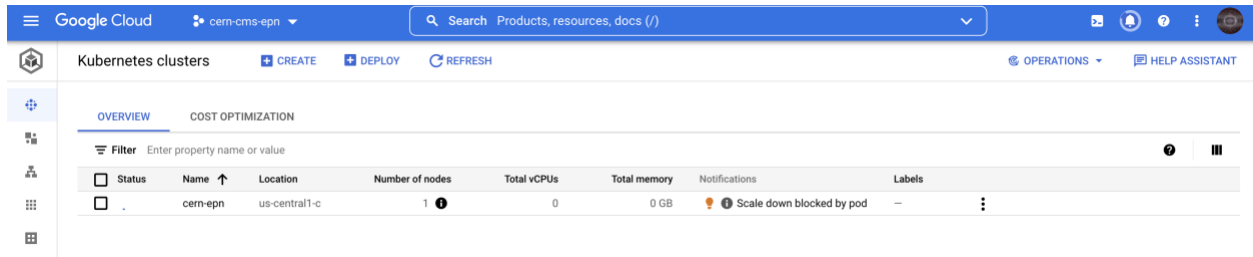 Google Cloud cern-cms-epn Search Products, resources, docs (/)
Kubernetes clusters CREATE DEPLOY REFRESH OPERATIONS HELP ASSISTANT
OVERVIEW COST OPTIMIZATION
Filter Enter property name or value
Status Name Location Number of nodes Total vCPUs Total memory Notifications Labels
cern-epn us-central1-c 1 0 0 GB Scale down blocked by pod —